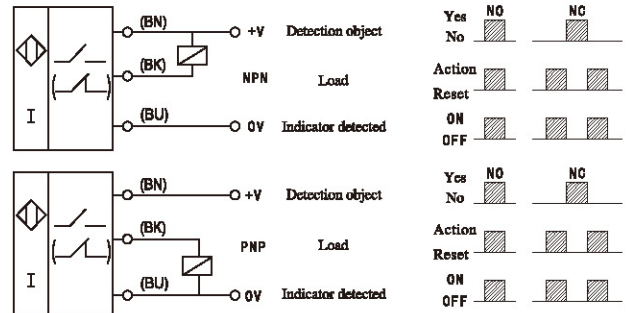 (BN) +V Detection object Yes No NO NC
(BK) NPN Load Action Reset
I
(BU) 0V Indicator detected ON OFF
(BN) +V Detection object Yes No NO NC
(BK) PNP Load Action Reset
I
(BU) 0V Indicator detected ON OFF